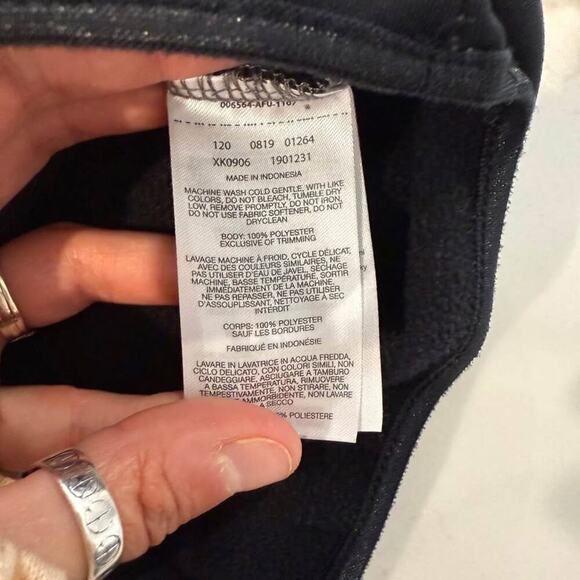 006564-AFU-1167
120 0819 01264
XK0906 1901231
MADE IN INDONESIA
MACHINE WASH COLD GENTLE, WITH LIKE
COLORS, DO NOT BLEACH, TUMBLE DRY
LOW, REMOVE PROMPTLY, DO NOT IRON,
DO NOT USE FABRIC SOFTENER, DO NOT
DRYCLEAN
BODY: 100% POLYESTER
EXCLUSIVE OF TRIMMING
LAVAGE MACHINE À FROID, CYCLE DÉLICAT,
AVEC DES COULEURS SIMILAIRES, NE
PAS UTILISER D'EAU DE JAVEL, SÉCHAGE
MACHINE, BASSE TEMPÉRATURE, SORTIR
IMMÉDIATEMENT DE LA MACHINE,
NE PAS REPASSER, NE PAS UTILISER
D'ASSOUPLISSANT, NETTOYAGE À SEC
INTERDIT
CORPS: 100% POLYESTER
SAUF LES BORDURES
FABRIQUÉ EN INDONÉSIE
LAVARE IN LAVATRICE IN ACQUA FREDDA,
CICLO DELICATO, CON COLORI SIMILI, NON
CANDEGGIARE, ASCIUGARE A TAMBURO
A BASSA TEMPERATURA, RIMUOVERE
TEMPESTIVAMENTE, NON STIRARE, NON
AMMORBIDENTE, NON LAVARE
A SECCO
POLIESTERE